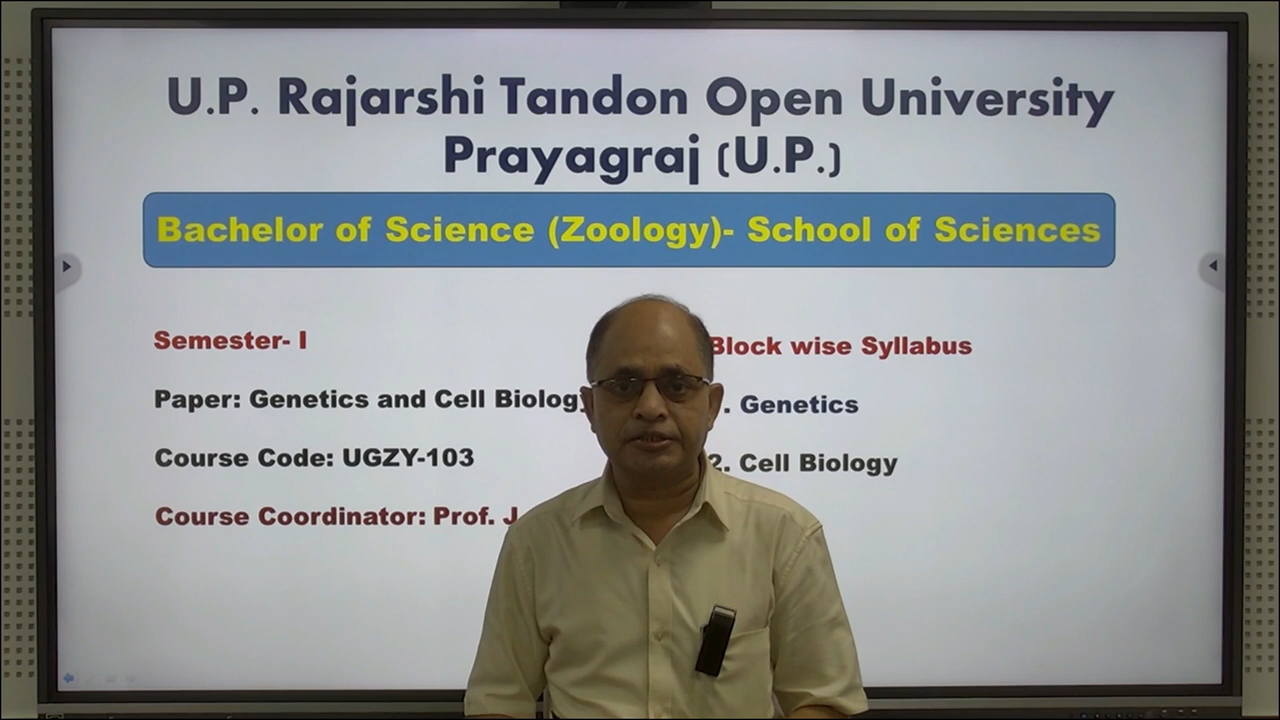 U.P. Rajarshi Tandon Open University
Prayagraj (U.P.)
Bachelor of Science (Zoology)- School of Sciences
Semester- I
Paper: Genetics and Cell
Course Code: UGZY-103
Course Coordinator: Prof. J
Block wise Syllabus
. Genetics
2. Cell Biology